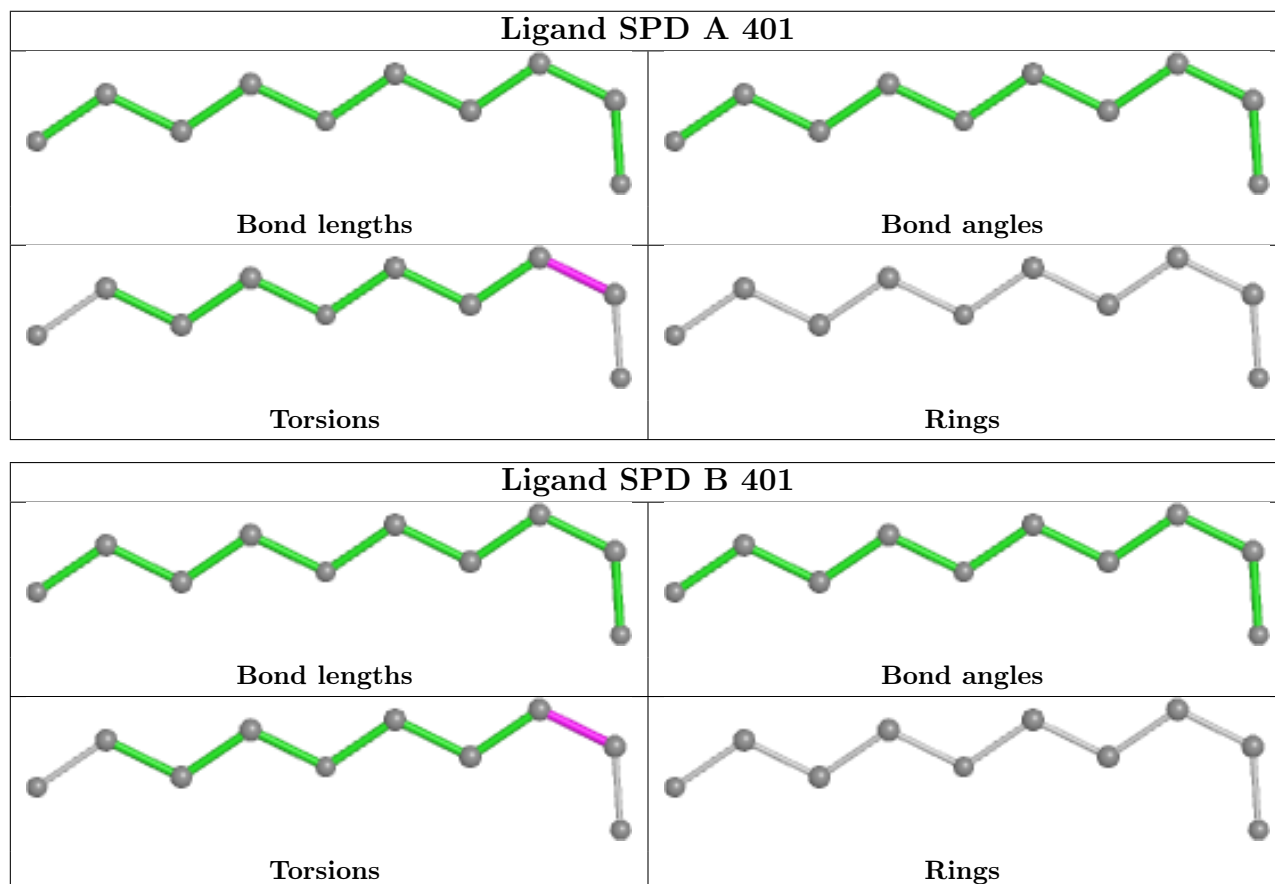 Ligand SPD A 401
Bond lengths
Bond angles
Torsions
Rings
Ligand SPD B 401
Bond lengths
Bond angles
Torsions
Rings